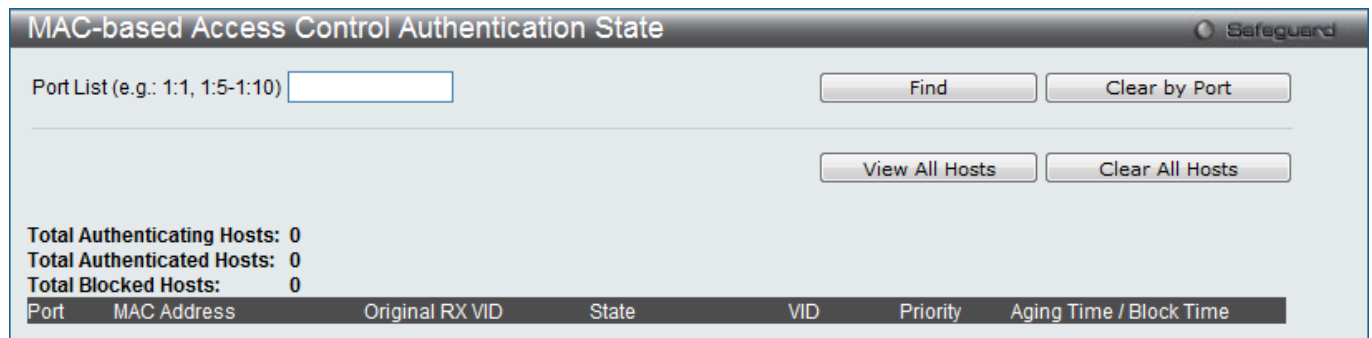 MAC-based Access Control Authentication State
Safeguard
Port List (e.g.: 1:1, 1:5-1:10)
Find
Clear by Port
View All Hosts
Clear All Hosts
Total Authenticating Hosts: 0
Total Authenticated Hosts: 0
Total Blocked Hosts: 0
Port MAC Address Original RX VID State VID Priority Aging Time / Block Time